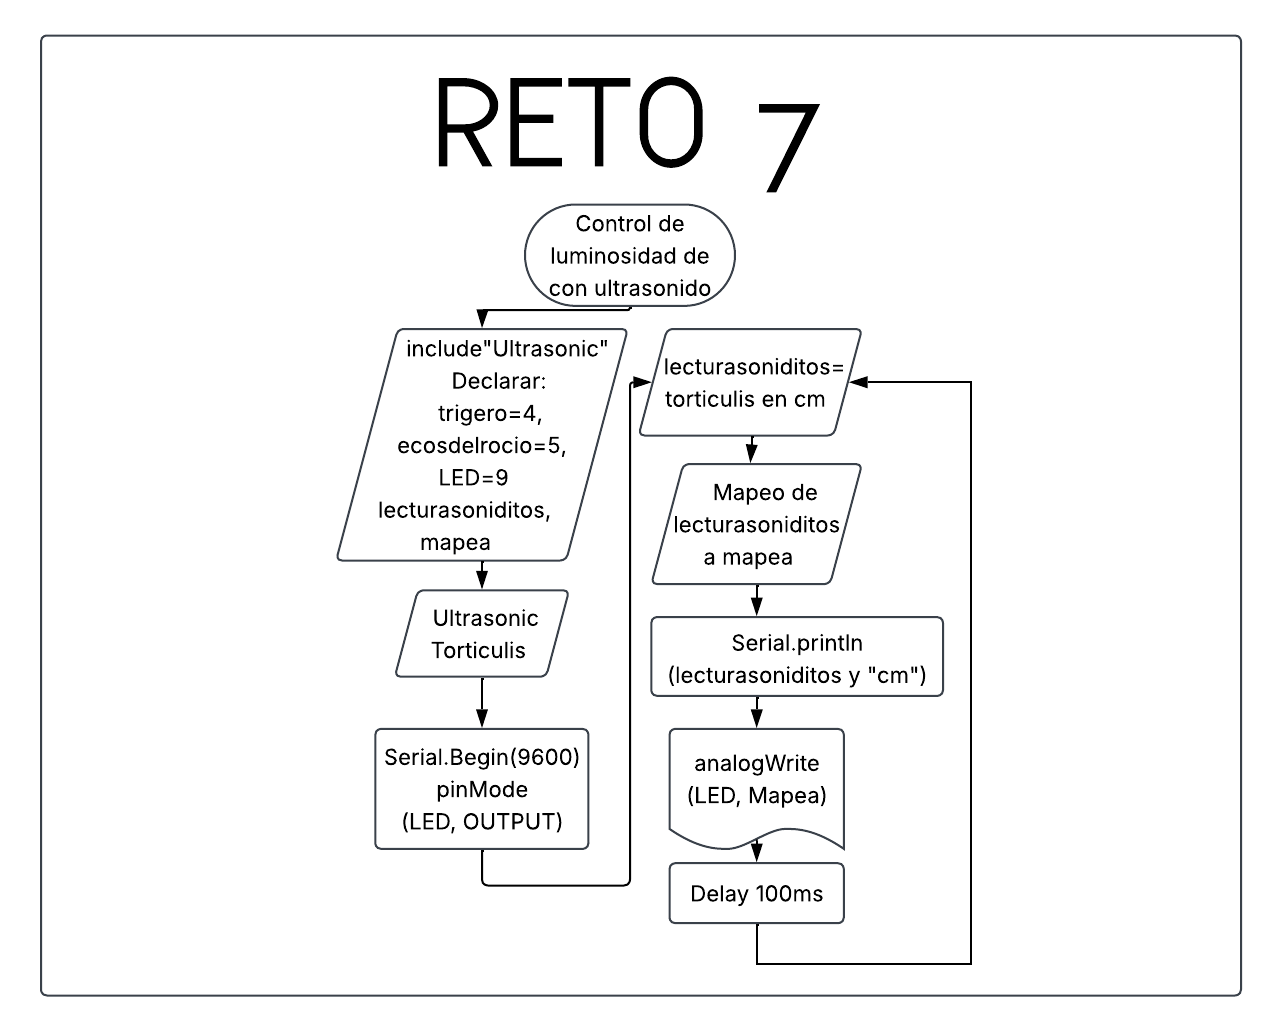 RETO 7
Control de
luminosidad de
con ultrasonido
include"Ultrasonic"
Declarar:
trigero=4,
ecosdelrocio=5,
LED=9
lecturasoniditos,
mapea
Ultrasonic
Torticulis
Serial.Begin(9600)
pinMode
(LED, OUTPUT)
lecturasoniditos=
torticulis en cm
Mapeo de
lecturasoniditos
a mapea
Serial.println
(lecturasoniditos y "cm")
analogWrite
(LED, Mapea)
Delay 100ms